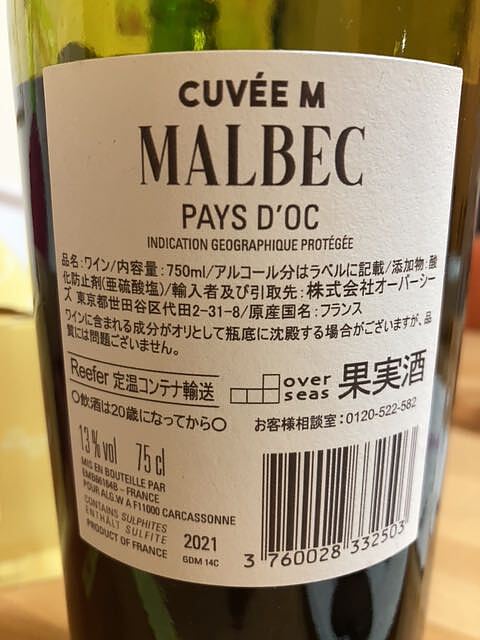 CUVÉE M
MALBEC
PAYS D'OC
INDICATION GEOGRAPHIQUE PROTÉGÉE
品名:ワイン/内容量:750ml/アルコール分はラベルに記載/添加物:酸
化防止剤(亜硫酸塩)/輸入者及び引取先:株式会社オーバーシー
ズ 東京都世田谷区代田2-31-8/原産国名:フランス
ワインに含まれる成分がオリとして瓶底に沈殿する場合がございますが、品
質には問題ございません。
Reefer 定温コンテナ輸送
over seas 果実酒
○飲酒は20歳になってから○
お客様相談室:0120-522-582
13% vol 75 cl
MIS EN BOUTEILLE PAR
EMB66164B - FRANCE
POUR ALG.W A F11000 CARCASSONNE
CONTAINS SULPHITES
ENTHÄLT SULFITE
PRODUCT OF FRANCE
2021
GDM 14C
3 760028 332503